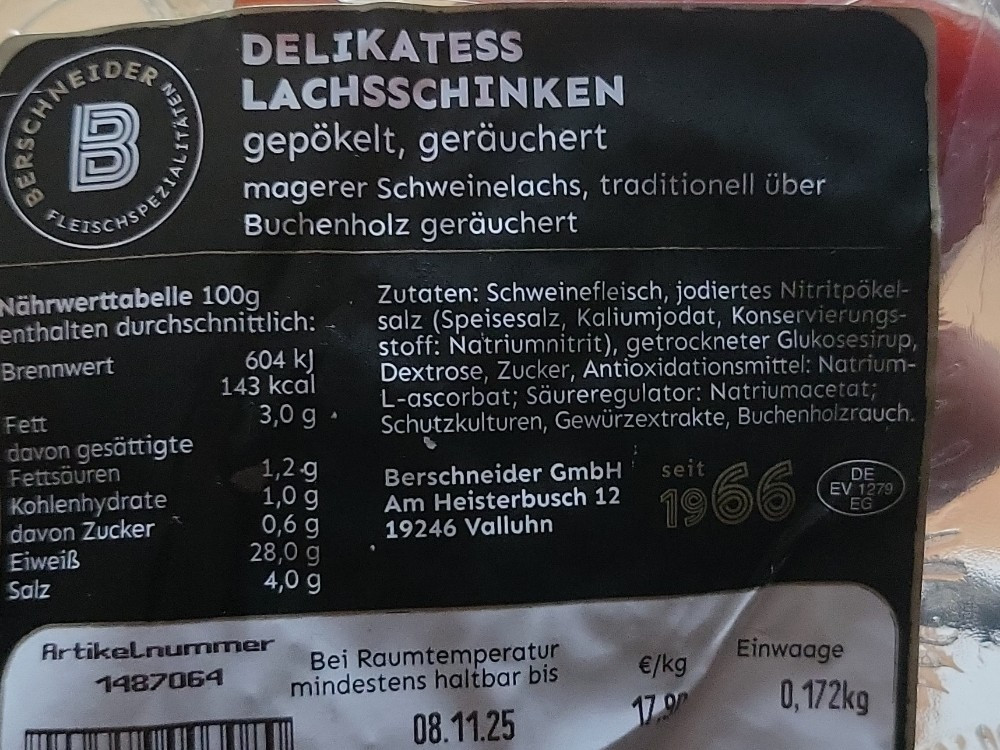 BERSCHNEIDER
B
FLEISCHSPEZIALITÄTEN
DELIKATESS
LACHSSCHINKEN
gepökelt, geräuchert
magerer Schweinelachs, traditionell über
Buchenholz geräuchert
Nährwerttabelle 100g
enthalten durchschnittlich:
Brennwert 604 kJ
143 kcal
Fett 3,0 g
davon gesättigte
Fettsäuren 1,2 g
Kohlenhydrate 1,0 g
davon Zucker 0,6 g
Eiweiß 28,0 g
Salz 4,0 g
Zutaten: Schweinefleisch, jodiertes Nitritpökel-
salz (Speisesalz, Kaliumjodat, Konservierungs-
stoff: Natriumnitrit), getrockneter Glukosesirup,
Dextrose, Zucker, Antioxidationsmittel: Natrium-
L-ascorbat; Säureregulator: Natriumacetat;
Schutzkulturen, Gewürzextrakte, Buchenholzrauch.
Berschneider GmbH
Am Heisterbusch 12
19246 Valluhn
seit
1966
DE
EV 1279
EG
Artikelnummer
1487064
Bei Raumtemperatur
mindestens haltbar bis
08.11.25
€/kg
Einwaage
0,172kg